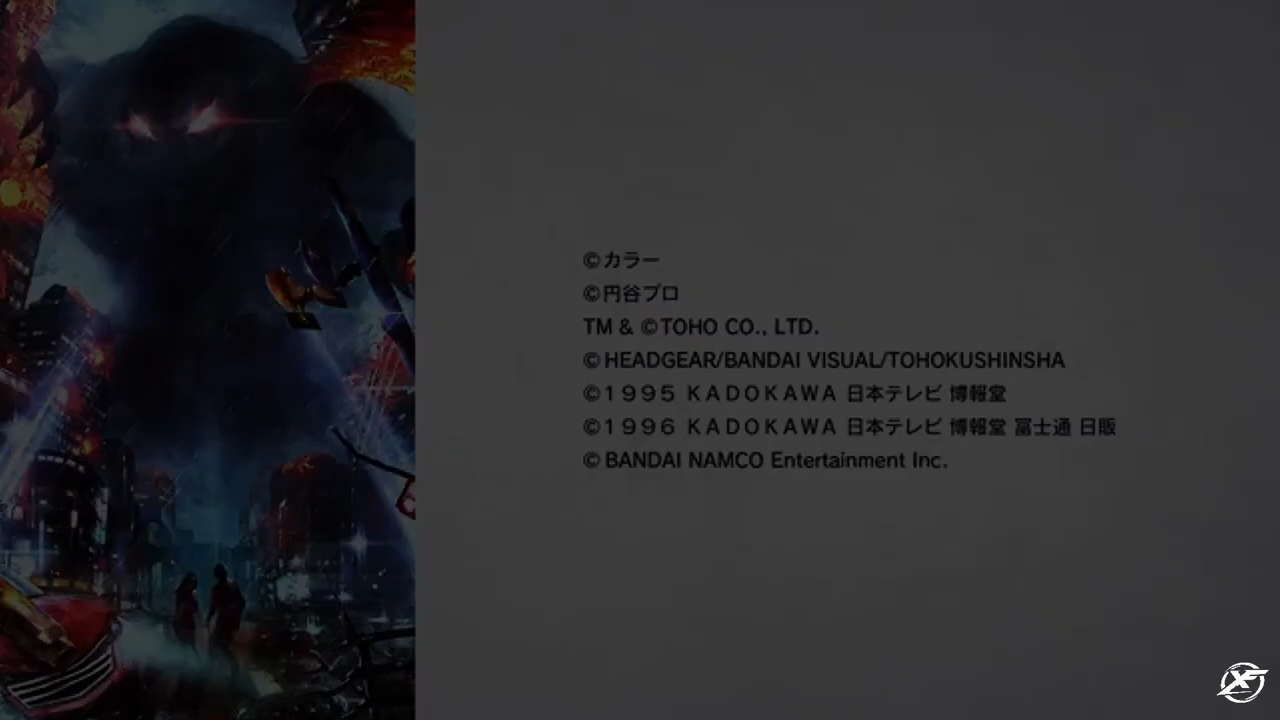 ©カラー
©円谷プロ
TM & ©TOHO CO., LTD.
©HEADGEAR/BANDAI VISUAL/TOHOKUSHINSHA
©1995 KADOKAWA 日本テレビ 博報堂
©1996 KADOKAWA 日本テレビ 博報堂 冨士通 日販
©BANDAI NAMCO Entertainment Inc.